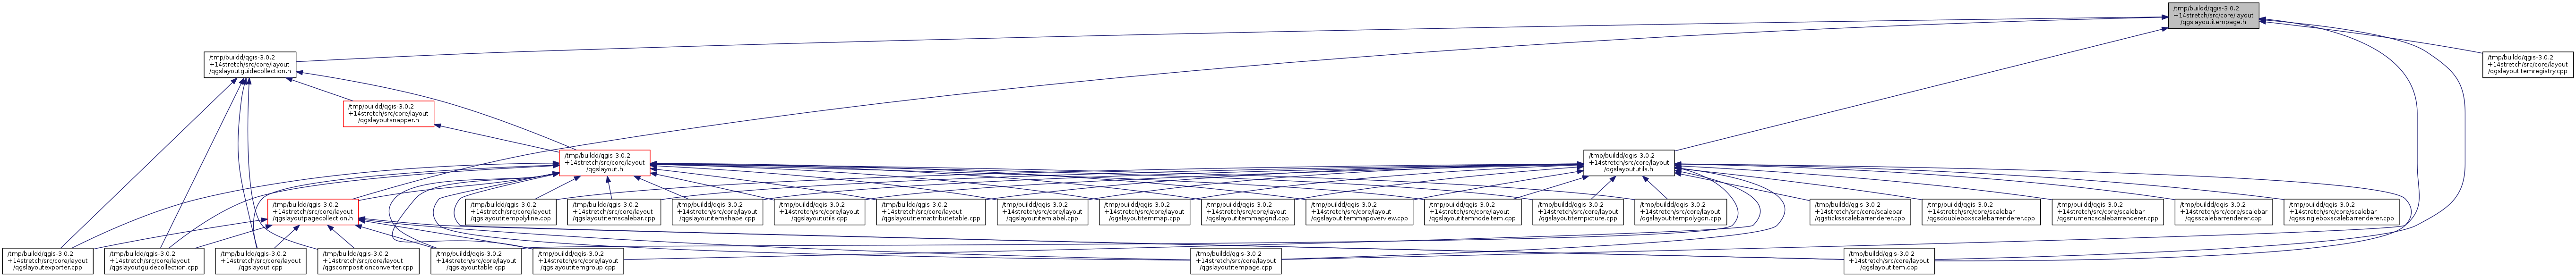 /tmp/buildd/qgis-3.0.2
+14stretch/src/core/layout
/qgslayoutitempage.h
/tmp/buildd/qgis-3.0.2
+14stretch/src/core/layout
/qgslayoutguidecollection.h
/tmp/buildd/qgis-3.0.2
+14stretch/src/core/layout
/qgslayoutitemregistry.cpp
/tmp/buildd/qgis-3.0.2
+14stretch/src/core/layout
/qgslayoutsnapper.h
/tmp/buildd/qgis-3.0.2
+14stretch/src/core/layout
/qgslayout.h
/tmp/buildd/qgis-3.0.2
+14stretch/src/core/layout
/qgslayoututils.h
/tmp/buildd/qgis-3.0.2
+14stretch/src/core/layout
/qgslayoutpagecollection.h
/tmp/buildd/qgis-3.0.2
+14stretch/src/core/layout
/qgslayoutitempolyline.cpp
/tmp/buildd/qgis-3.0.2
+14stretch/src/core/layout
/qgslayoutitemscalebar.cpp
/tmp/buildd/qgis-3.0.2
+14stretch/src/core/layout
/qgslayoutitemshape.cpp
/tmp/buildd/qgis-3.0.2
+14stretch/src/core/layout
/qgslayoututils.cpp
/tmp/buildd/qgis-3.0.2
+14stretch/src/core/layout
/qgslayoutitemattributetable.cpp
/tmp/buildd/qgis-3.0.2
+14stretch/src/core/layout
/qgslayoutitemlabel.cpp
/tmp/buildd/qgis-3.0.2
+14stretch/src/core/layout
/qgslayoutitemmap.cpp
/tmp/buildd/qgis-3.0.2
+14stretch/src/core/layout
/qgslayoutitemmapgrid.cpp
/tmp/buildd/qgis-3.0.2
+14stretch/src/core/layout
/qgslayoutitemmapoverview.cpp
/tmp/buildd/qgis-3.0.2
+14stretch/src/core/layout
/qgslayoutitemnodeitem.cpp
/tmp/buildd/qgis-3.0.2
+14stretch/src/core/layout
/qgslayoutitempicture.cpp
/tmp/buildd/qgis-3.0.2
+14stretch/src/core/layout
/qgslayoutitempolygon.cpp
/tmp/buildd/qgis-3.0.2
+14stretch/src/core/scalebar
/qgsticksscalebarrenderer.cpp
/tmp/buildd/qgis-3.0.2
+14stretch/src/core/scalebar
/qgsdoubleboxscalebarrenderer.cpp
/tmp/buildd/qgis-3.0.2
+14stretch/src/core/scalebar
/qgsnumericscalebarrenderer.cpp
/tmp/buildd/qgis-3.0.2
+14stretch/src/core/scalebar
/qgsscalebarrenderer.cpp
/tmp/buildd/qgis-3.0.2
+14stretch/src/core/scalebar
/qgssingleboxscalebarrenderer.cpp
/tmp/buildd/qgis-3.0.2
+14stretch/src/core/layout
/qgslayoutexporter.cpp
/tmp/buildd/qgis-3.0.2
+14stretch/src/core/layout
/qgslayoutguidecollection.cpp
/tmp/buildd/qgis-3.0.2
+14stretch/src/core/layout
/qgslayout.cpp
/tmp/buildd/qgis-3.0.2
+14stretch/src/core/layout
/qgscompositionconverter.cpp
/tmp/buildd/qgis-3.0.2
+14stretch/src/core/layout
/qgslayouttable.cpp
/tmp/buildd/qgis-3.0.2
+14stretch/src/core/layout
/qgslayoutitemgroup.cpp
/tmp/buildd/qgis-3.0.2
+14stretch/src/core/layout
/qgslayoutitempage.cpp
/tmp/buildd/qgis-3.0.2
+14stretch/src/core/layout
/qgslayoutitem.cpp